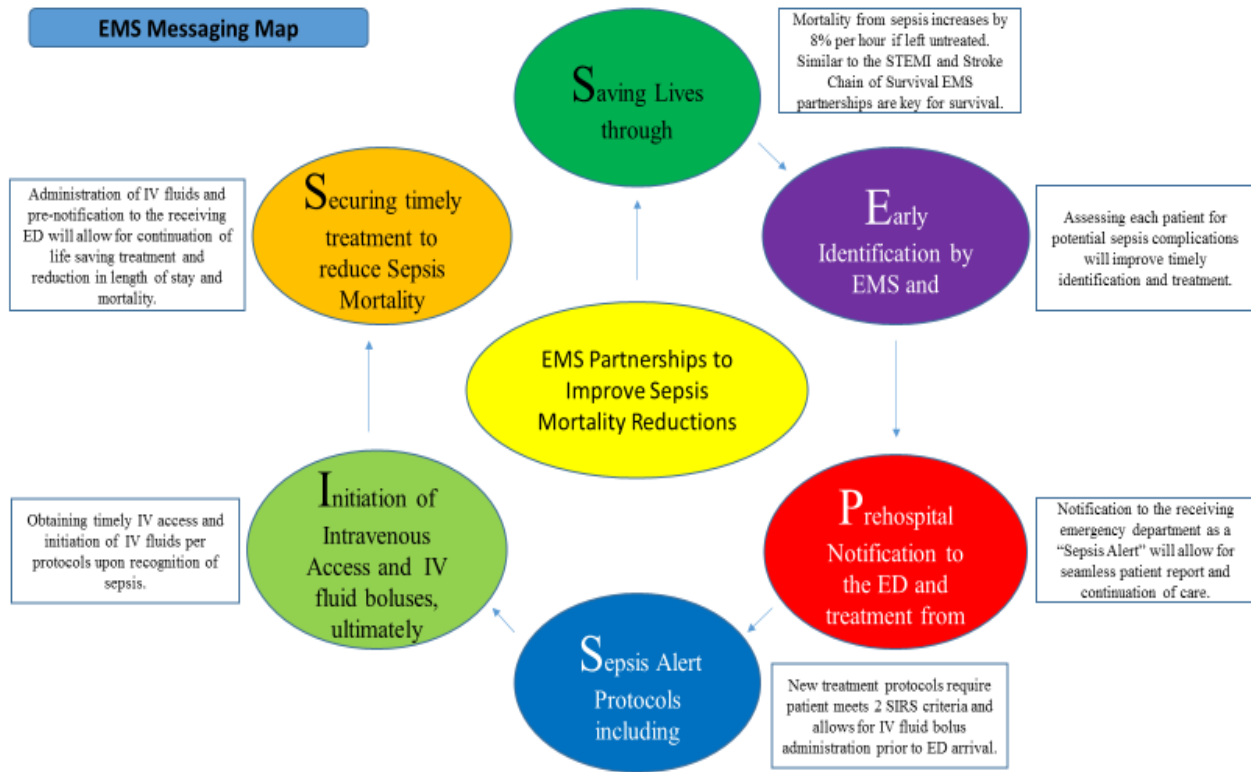 EMS Messaging Map
Saving Lives
through
Mortality from sepsis increases by
8% per hour if left untreated.
Similar to the STEMI and Stroke
Chain of Survival EMS
partnerships are key for survival.
Early
Identification by
EMS and
Assessing each patient for
potential sepsis complications
will improve timely
identification and treatment.
Prehospital
Notification to
the ED and
treatment from
Notification to the receiving
emergency department as a
“Sepsis Alert” will allow for
seamless patient report and
continuation of care.
Sepsis Alert
Protocols
including
New treatment protocols require
patient meets 2 SIRS criteria and
allows for IV fluid bolus
administration prior to ED arrival.
Initiation of
Intravenous
Access and IV
fluid boluses,
ultimately
Obtaining timely IV access and
initiation of IV fluids per
protocols upon recognition of
sepsis.
Securing timely
treatment to
reduce Sepsis
Mortality
Administration of IV fluids and
pre-notification to the receiving
ED will allow for continuation of
life saving treatment and
reduction in length of stay and
mortality.
EMS Partnerships to
Improve Sepsis
Mortality Reductions